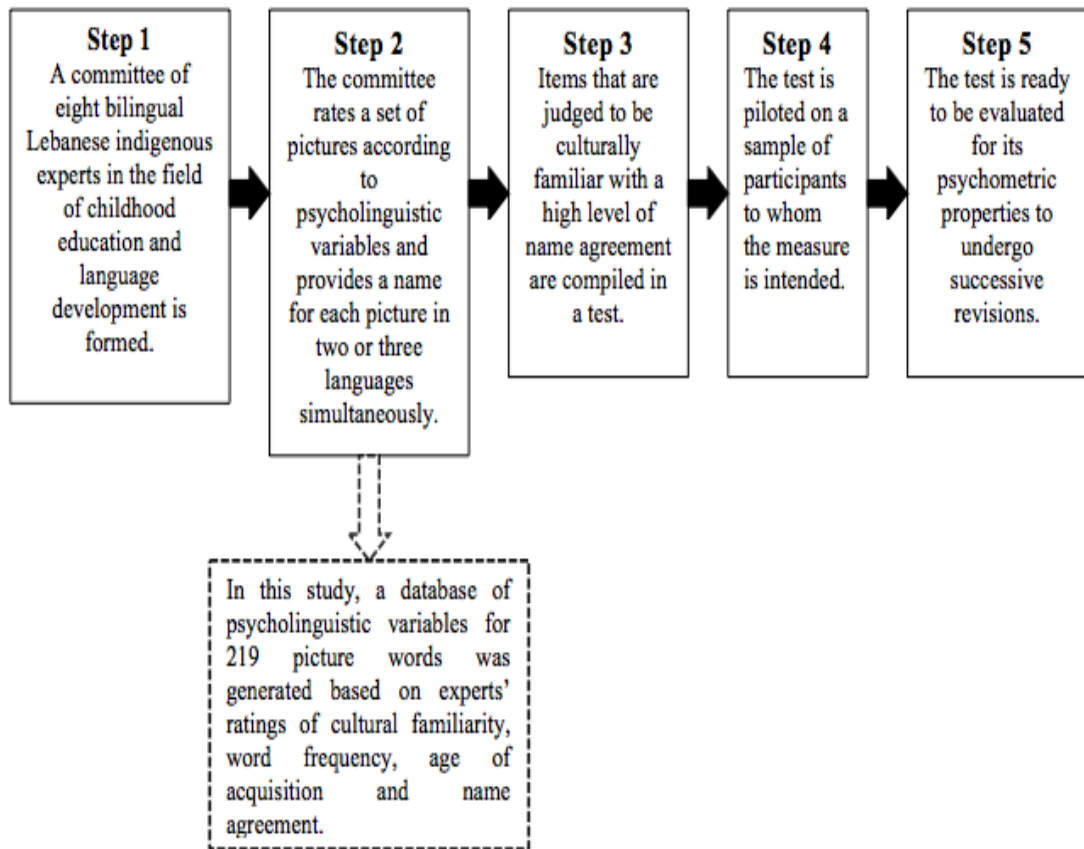 Step 1
A committee of
eight bilingual
Lebanese indigenous
experts in the field
of childhood
education and
language
development is
formed.
Step 2
The committee
rates a set of
pictures according
to
psycholinguistic
variables and
provides a name
for each picture in
two or three
languages
simultaneously.
Step 3
Items that are
judged to be
culturally
familiar with a
high level of
name agreement
are compiled in
a test.
Step 4
The test is
piloted on a
sample of
participants
to whom
the measure
is intended.
Step 5
The test is ready
to be evaluated
for its
psychometric
properties to
undergo
successive
revisions.
In this study, a database of
psycholinguistic variables for
219 picture words was
generated based on experts’
ratings of cultural familiarity,
word frequency, age of
acquisition and name
agreement.